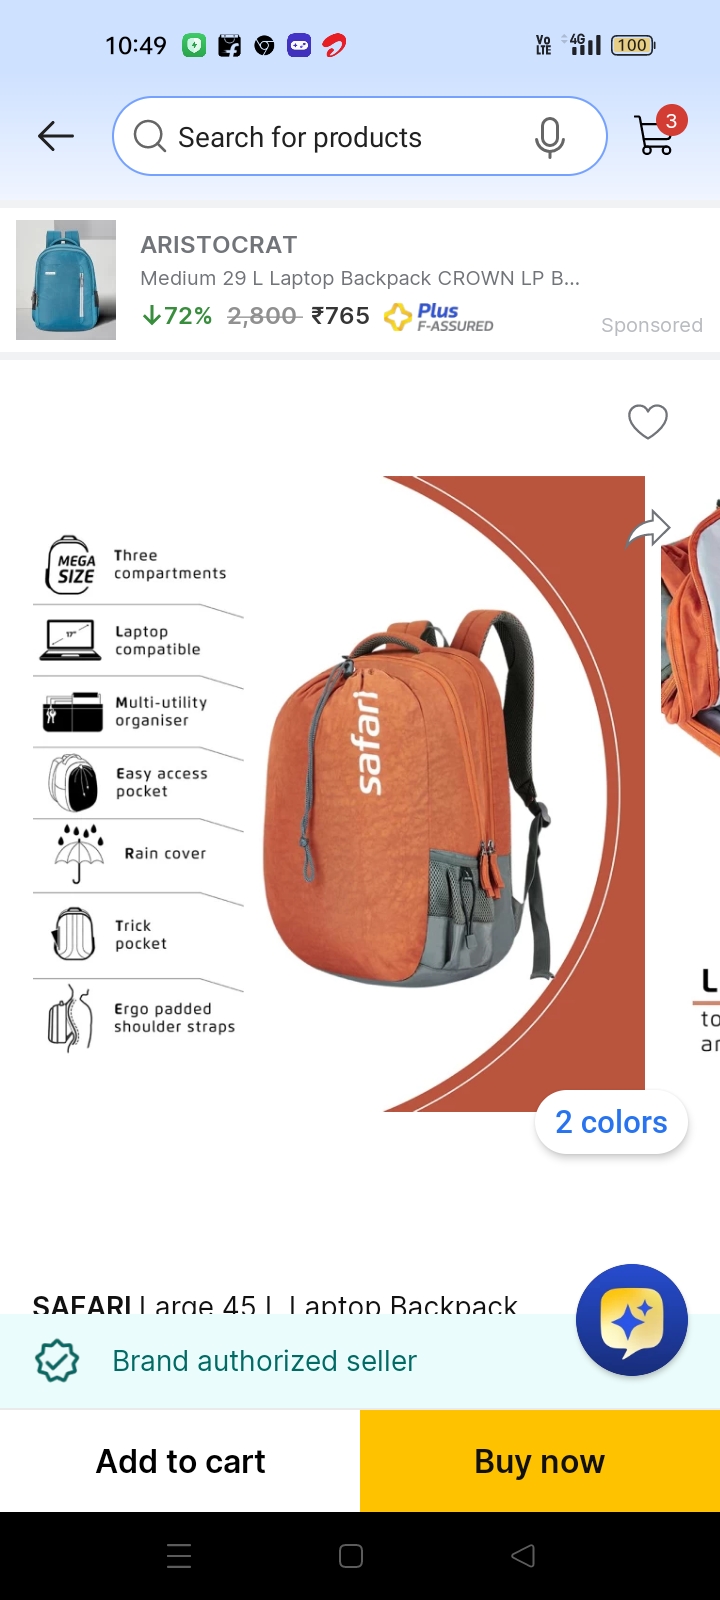 10:49
Vo LTE 4G 100
Search for products
3
ARISTOCRAT
Medium 29 L Laptop Backpack CROWN LP B...
↓72% 2,800 ₹765 Plus F-ASSURED
Sponsored
MEGA SIZE
Three compartments
17"
Laptop compatible
Multi-utility organiser
Easy access pocket
Rain cover
Trick pocket
Ergo padded shoulder straps
safari
L
to
ar
2 colors
SAFARI Large 45 L Laptop Backpack
Brand authorized seller
Add to cart
Buy now